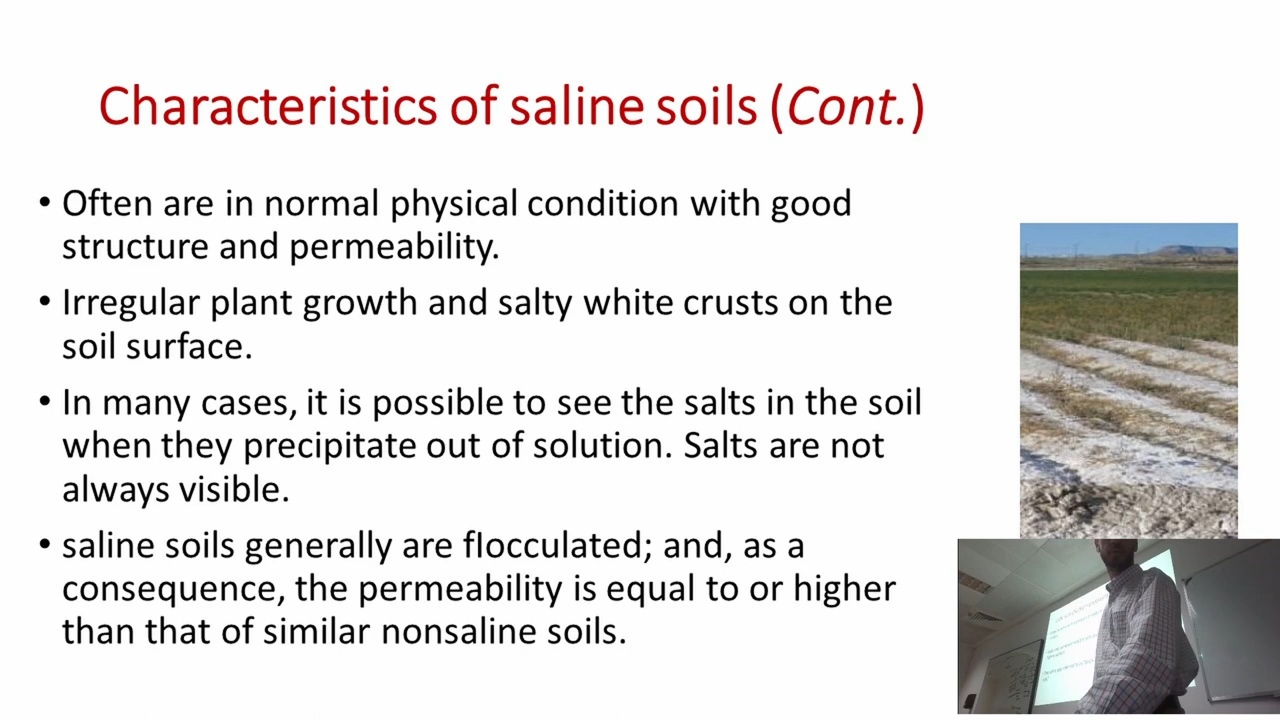 Characteristics of saline soils (Cont.)
• Often are in normal physical condition with good
structure and permeability.
• Irregular plant growth and salty white crusts on the
soil surface.
• In many cases, it is possible to see the salts in the soil
when they precipitate out of solution. Salts are not
always visible.
• saline soils generally are flocculated; and, as a
consequence, the permeability is equal to or higher
than that of similar nonsaline soils.